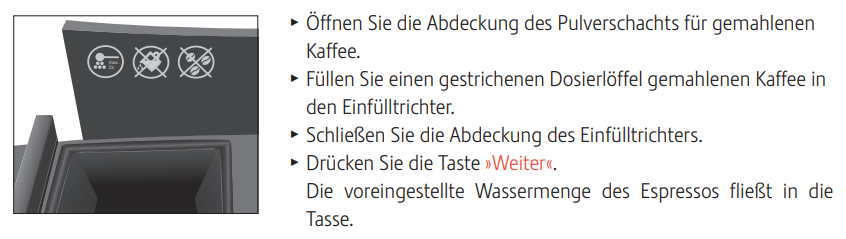 max
2x
▸ Öffnen Sie die Abdeckung des Pulverschachts für gemahlenen
Kaffee.
▸ Füllen Sie einen gestrichenen Dosierlöffel gemahlenen Kaffee in
den Einfülltrichter.
▸ Schließen Sie die Abdeckung des Einfülltrichters.
▸ Drücken Sie die Taste »Weiter«.
Die voreingestellte Wassermenge des Espressos fließt in die
Tasse.